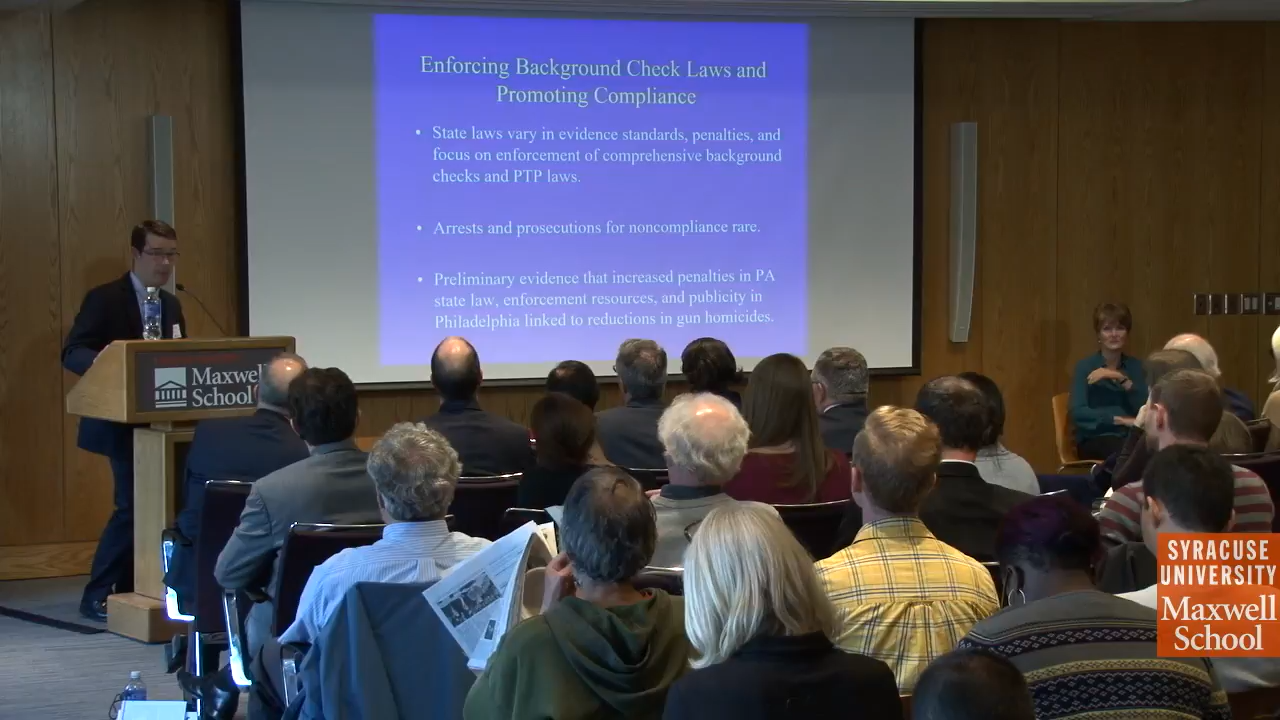 Enforcing Background Check Laws and
Promoting Compliance
• State laws vary in evidence standards, penalties, and
focus on enforcement of comprehensive background
checks and PTP laws.
• Arrests and prosecutions for noncompliance rare.
• Preliminary evidence that increased penalties in PA
state law, enforcement resources, and publicity in
Philadelphia linked to reductions in gun homicides.
Maxwell
School
SYRACUSE
UNIVERSITY
Maxwell
School